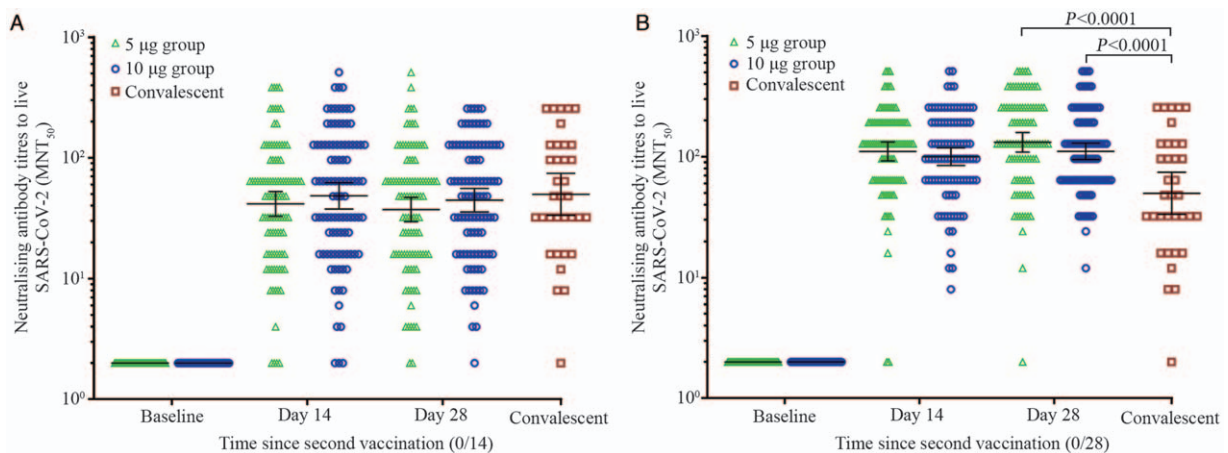 A
Neutralising antibody titres to live
SARS-CoV-2 (MNT₅₀)
10³
10²
10¹
10⁰
5 μg group
10 μg group
Convalescent
Baseline
Day 14
Day 28
Convalescent
Time since second vaccination (0/14)
B
Neutralising antibody titres to live
SARS-CoV-2 (MNT₅₀)
10³
10²
10¹
10⁰
5 μg group
10 μg group
Convalescent
P<0.0001
P<0.0001
Baseline
Day 14
Day 28
Convalescent
Time since second vaccination (0/28)